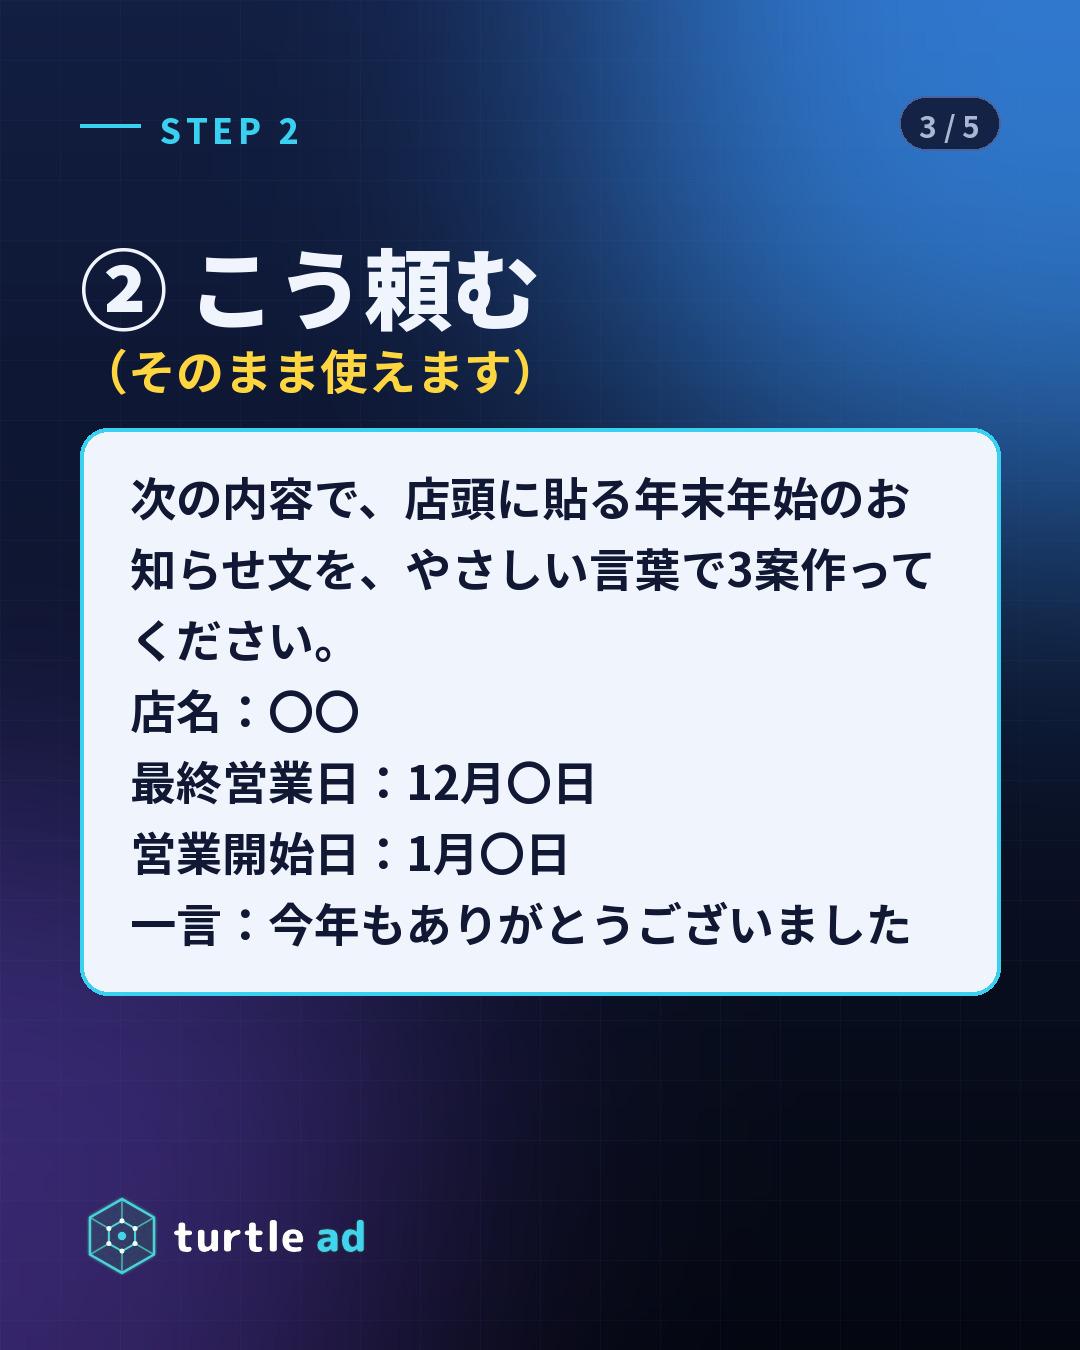 STEP 2
3 / 5
② こう頼む
（そのまま使えます）
次の内容で、店頭に貼る年末年始のお
知らせ文を、やさしい言葉で3案作って
ください。
店名：〇〇
最終営業日：12月〇日
営業開始日：1月〇日
一言：今年もありがとうございました
turtle ad